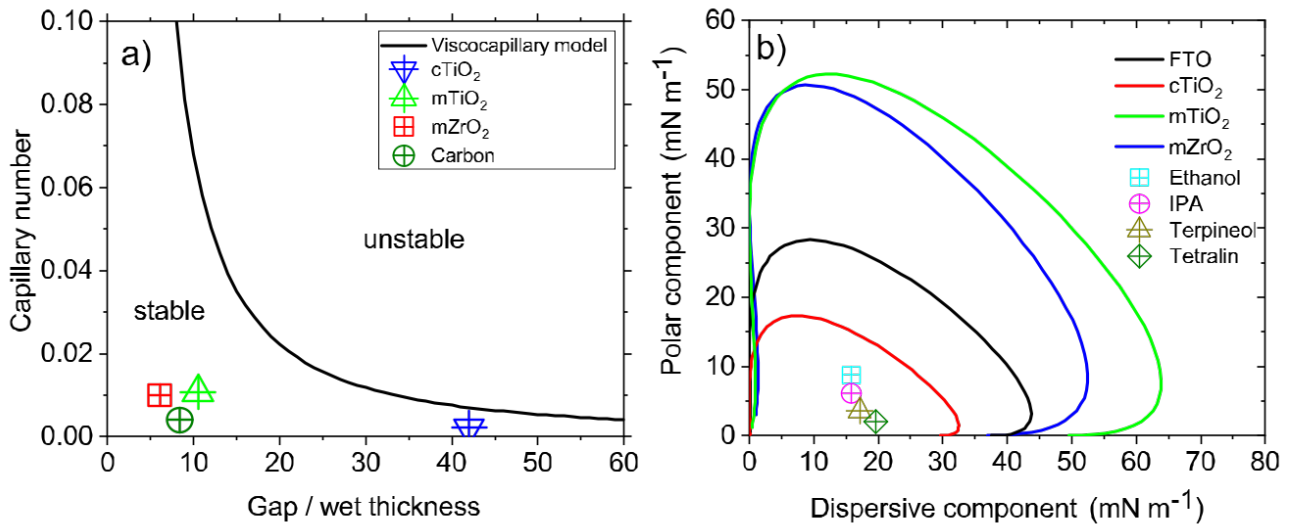 a)
Viscocapillary model
cTiO₂
mTiO₂
mZrO₂
Carbon
unstable
stable
0.10
0.08
0.06
0.04
0.02
0.00
0 10 20 30 40 50 60
Capillary number
Gap / wet thickness
b)
FTO
cTiO₂
mTiO₂
mZrO₂
Ethanol
IPA
Terpineol
Tetralin
60
50
40
30
20
10
0
0 10 20 30 40 50 60 70 80
Polar component (mN m⁻¹)
Dispersive component (mN m⁻¹)